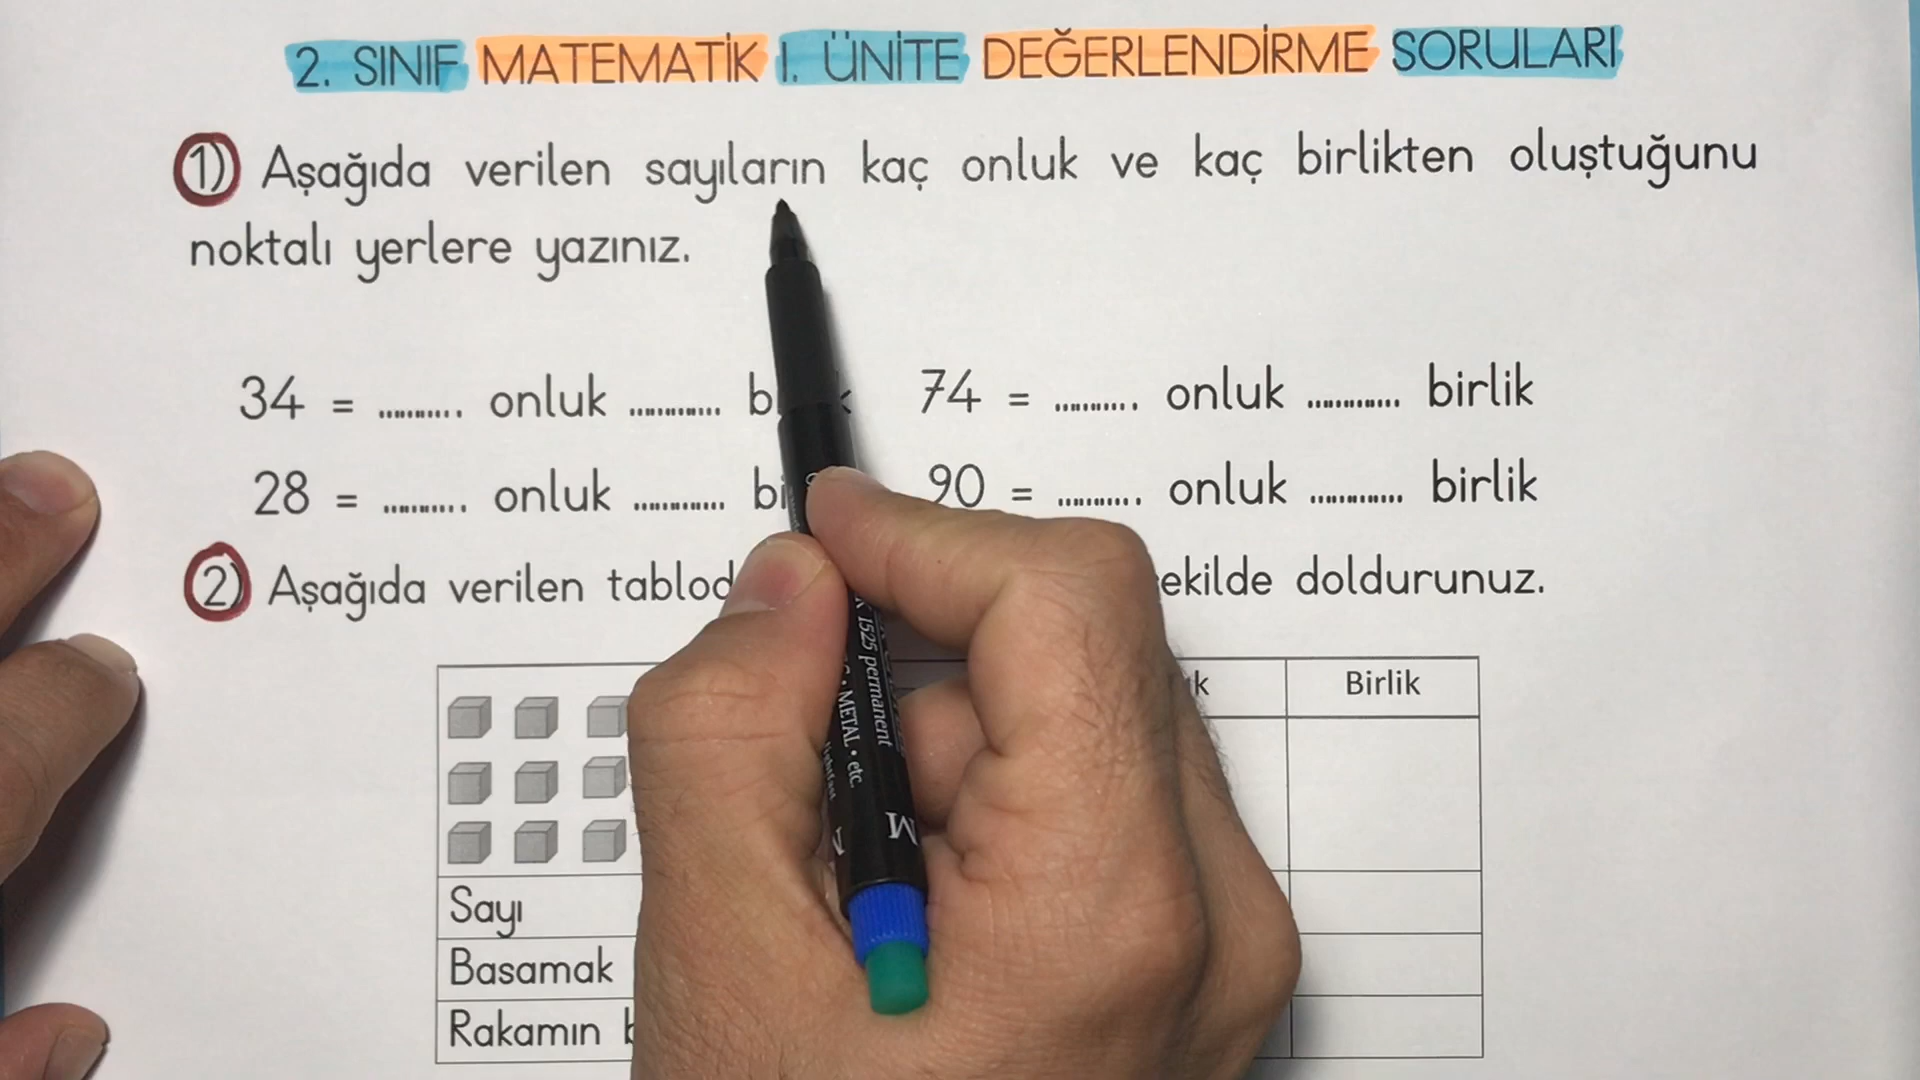 2. SINIF MATEMATİK 1. ÜNİTE DEĞERLENDİRME SORULARI
1) Aşağıda verilen sayıların kaç onluk ve kaç birlikten oluştuğunu
noktalı yerlere yazınız.
34 = .......... onluk ............ 74 = .......... onluk ............ birlik
28 = .......... onluk ............ 90 = .......... onluk ............ birlik
2) Aşağıda verilen doldurunuz.
Birlik
Sayı
Basamak
Rakamın
1525 permanent
METAL • etc.
M